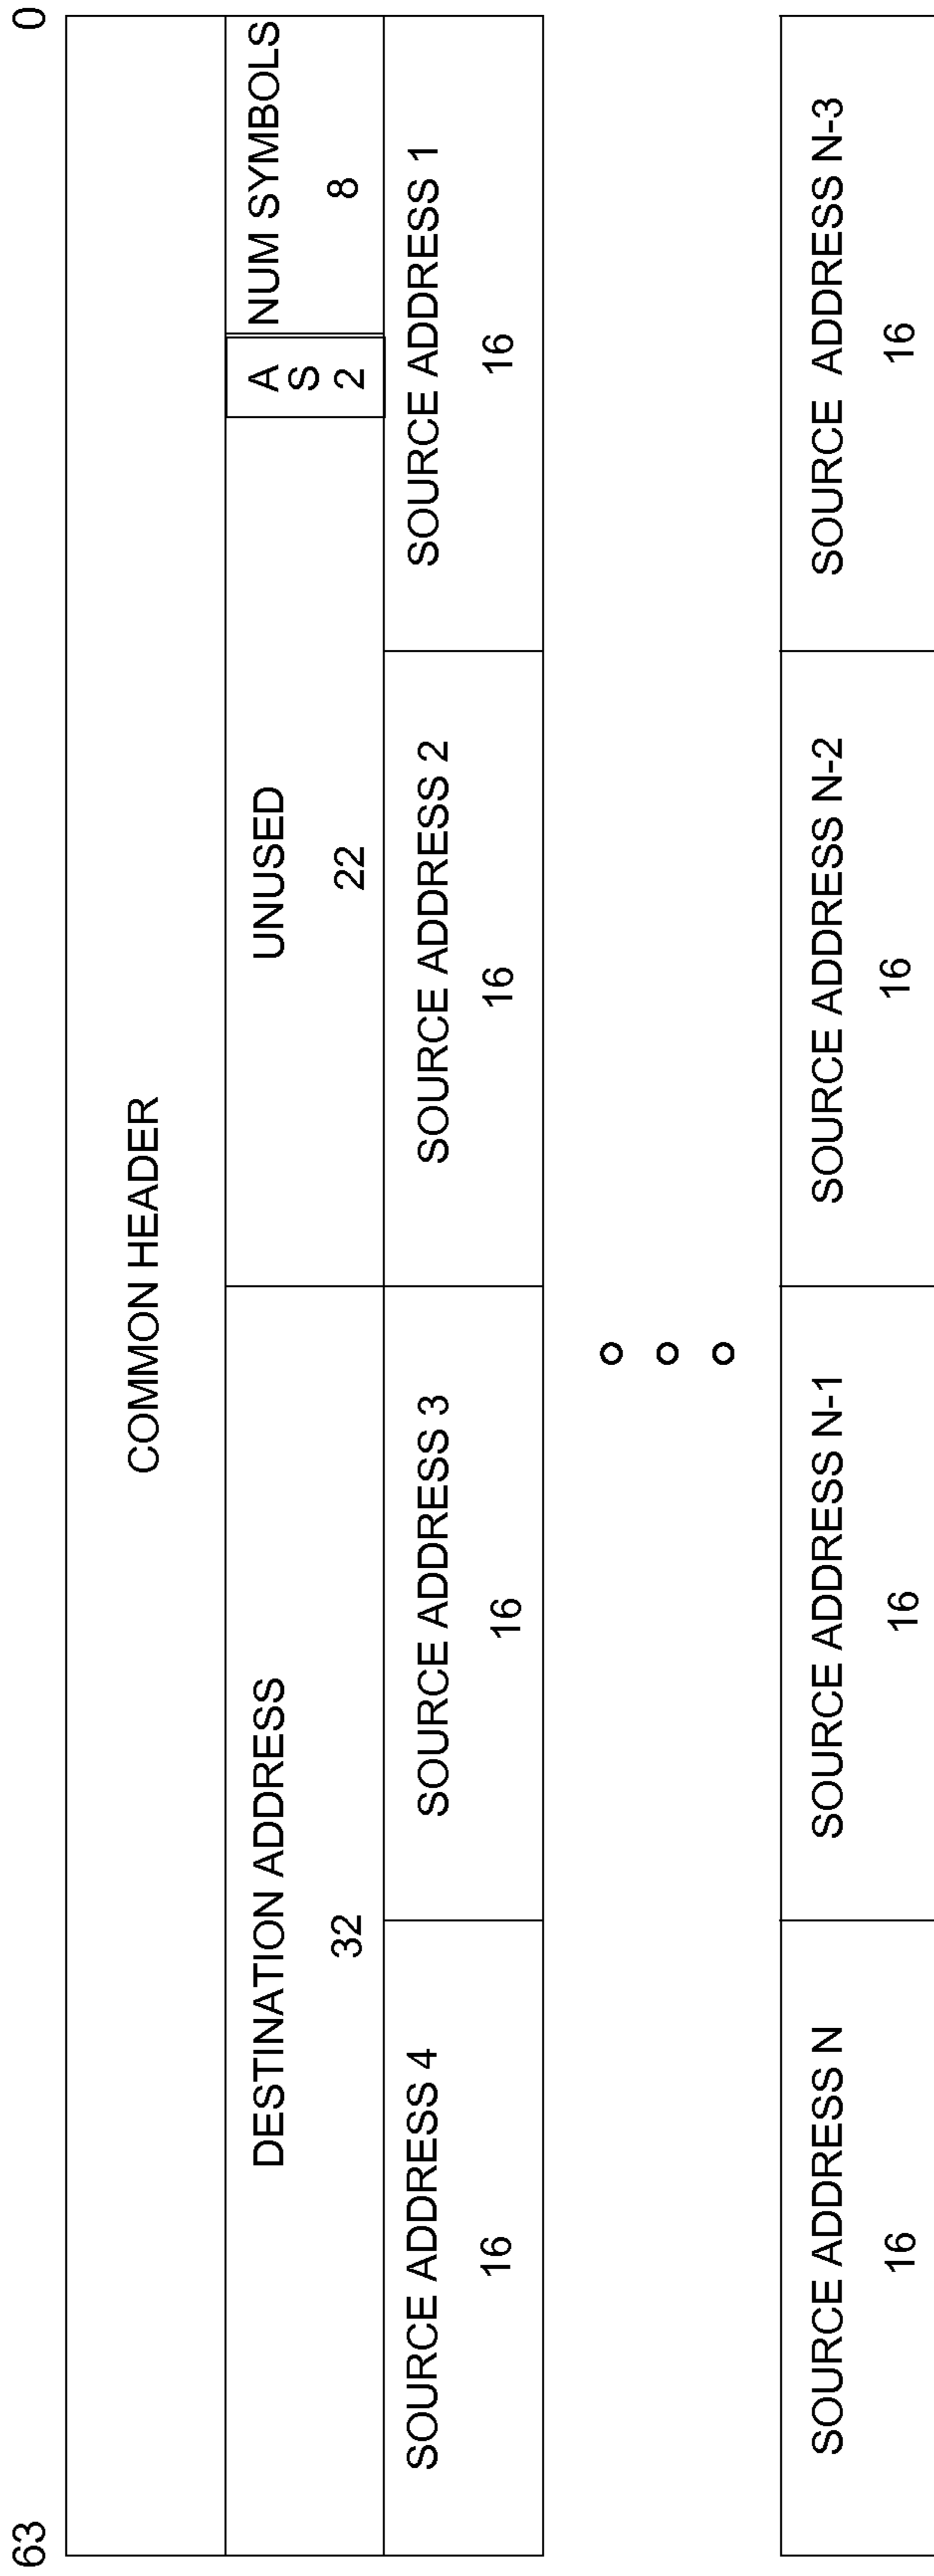 63 0
COMMON HEADER
DESTINATION ADDRESS
32
UNUSED
22
A
S
2
NUM SYMBOLS
8
SOURCE ADDRESS 4
16
SOURCE ADDRESS 3
16
SOURCE ADDRESS 2
16
SOURCE ADDRESS 1
16
SOURCE ADDRESS N
16
SOURCE ADDRESS N-1
16
SOURCE ADDRESS N-2
16
SOURCE ADDRESS N-3
16